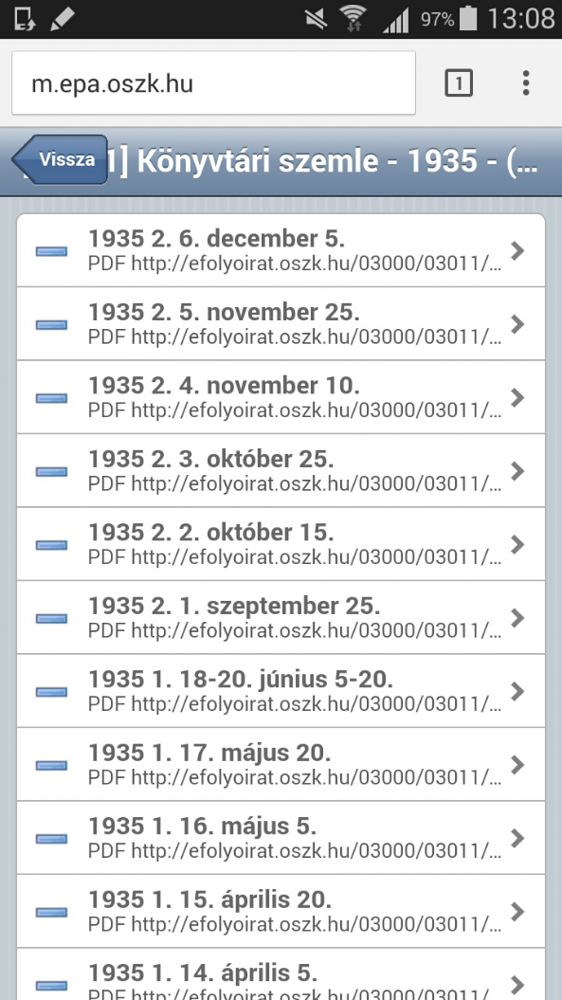 97% 13:08
m.epa.oszk.hu
1
Vissza
1] Könyvtári szemle - 1935 - (...
1935 2. 6. december 5.
PDF http://efolyoirat.oszk.hu/03000/03011/...
1935 2. 5. november 25.
PDF http://efolyoirat.oszk.hu/03000/03011/...
1935 2. 4. november 10.
PDF http://efolyoirat.oszk.hu/03000/03011/...
1935 2. 3. október 25.
PDF http://efolyoirat.oszk.hu/03000/03011/...
1935 2. 2. október 15.
PDF http://efolyoirat.oszk.hu/03000/03011/...
1935 2. 1. szeptember 25.
PDF http://efolyoirat.oszk.hu/03000/03011/...
1935 1. 18-20. június 5-20.
PDF http://efolyoirat.oszk.hu/03000/03011/...
1935 1. 17. május 20.
PDF http://efolyoirat.oszk.hu/03000/03011/...
1935 1. 16. május 5.
PDF http://efolyoirat.oszk.hu/03000/03011/...
1935 1. 15. április 20.
PDF http://efolyoirat.oszk.hu/03000/03011/...
1935 1. 14. április 5.
PDF http://efolyoirat.oszk.hu/03000/03011/...